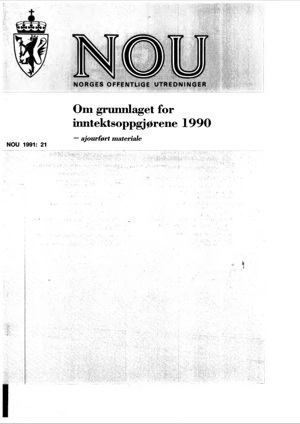 NOU
NORGES OFFENTLIGE UTREDNINGER
Om grunnlaget for
inntektsoppgjørene 1990
— ajourført materiale
NOU 1991: 21